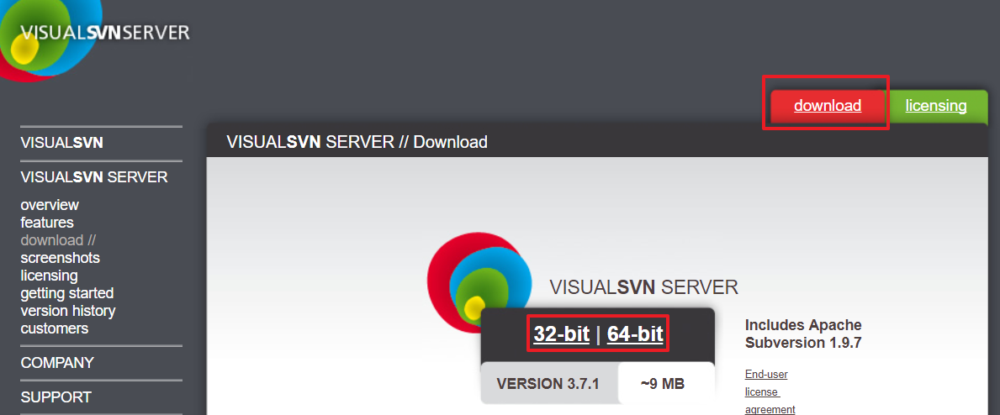 VISUALSVNSERVER
download
licensing
VISUALSVN
VISUALSVN SERVER
overview
features
download //
screenshots
licensing
getting started
version history
customers
COMPANY
SUPPORT
VISUALSVN SERVER // Download
VISUALSVN SERVER
32-bit | 64-bit
VERSION 3.7.1
~9 MB
Includes Apache
Subversion 1.9.7
End-user
license
agreement